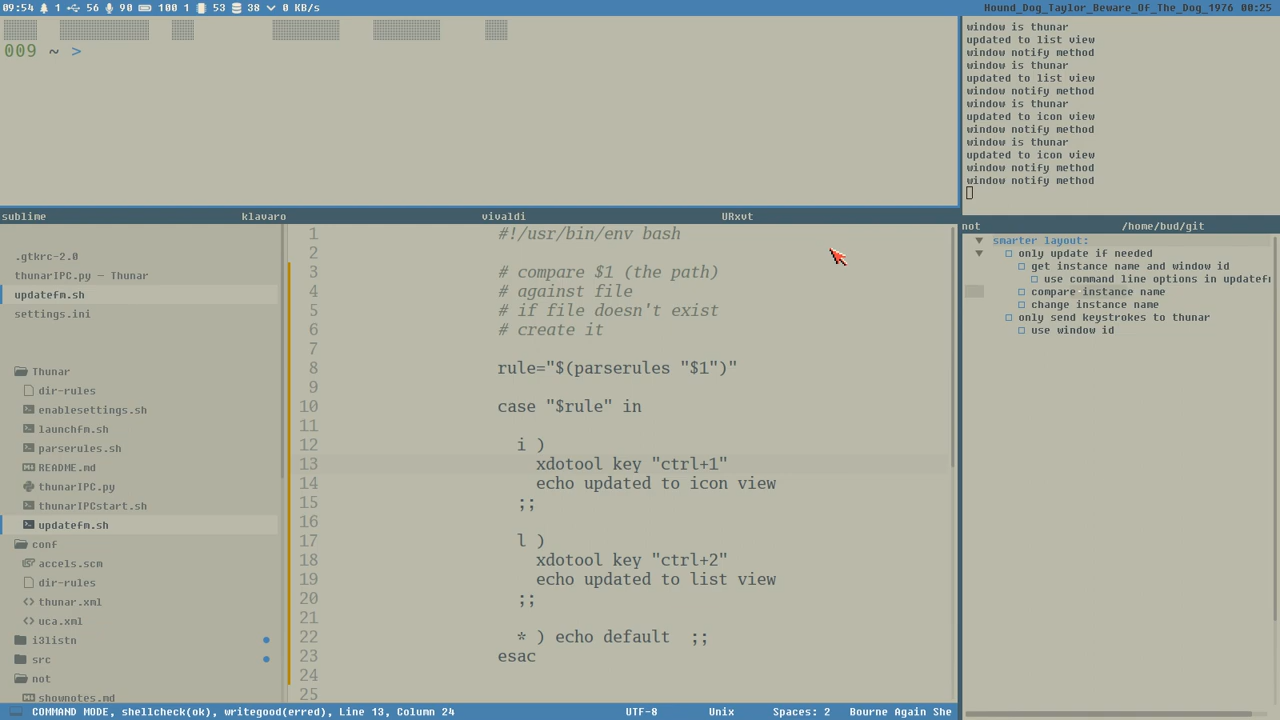 09:54 1 56 90 100 1 53 38 0 KB/s
Hound_Dog_Taylor_Beware_Of_The_Dog_1976 00:25
009 ~ >
window is thunar
updated to list view
window notify method
window is thunar
updated to list view
window notify method
window is thunar
updated to icon view
window notify method
window is thunar
updated to icon view
window notify method
window notify method
sublime klavaro vivaldi URxvt
.gtkrc-2.0
thunarIPC.py — Thunar
updatefm.sh
settings.ini
Thunar
dir-rules
enablesettings.sh
launchfm.sh
parserules.sh
README.md
thunarIPC.py
thunarIPCstart.sh
updatefm.sh
conf
accels.scm
dir-rules
thunar.xml
uca.xml
i3listn
src
not
shownotes.md
1 #!/usr/bin/env bash
2
3 # compare $1 (the path)
4 # against file
5 # if file doesn't exist
6 # create it
7
8 rule="$(parserules "$1")"
9
10 case "$rule" in
11
12 i )
13 xdotool key "ctrl+1"
14 echo updated to icon view
15 ;;
16
17 l )
18 xdotool key "ctrl+2"
19 echo updated to list view
20 ;;
21
22 * ) echo default ;;
23 esac
24
25
not /home/bud/git
smarter layout:
only update if needed
get instance name and window id
use command line options in updatef
compare instance name
change instance name
only send keystrokes to thunar
use window id
COMMAND MODE, shellcheck(ok), writegood(erred), Line 13, Column 24 UTF-8 Unix Spaces: 2 Bourne Again She